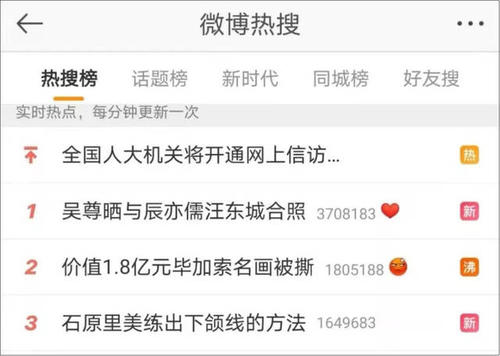 微博热搜
热搜榜 话题榜 新时代 同城榜 好友搜
实时热点，每分钟更新一次
全国人大机关将开通网上信访... 热
1 吴尊晒与辰亦儒汪东城合照 3708183 新
2 价值1.8亿元毕加索名画被撕 1805188 沸
3 石原里美练出下颌线的方法 1649683 新